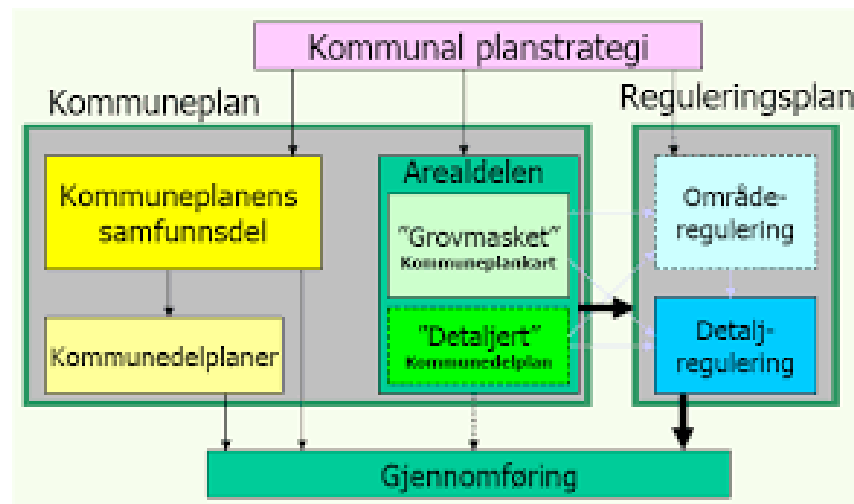 Kommunal planstrategi
Kommuneplan
Reguleringsplan
Kommuneplanens
samfunnsdel
Kommunedelplaner
Arealdelen
"Grovmasket"
Kommuneplankart
"Detaljert"
Kommunedelplan
Område-
regulering
Detalj-
regulering
Gjennomføring